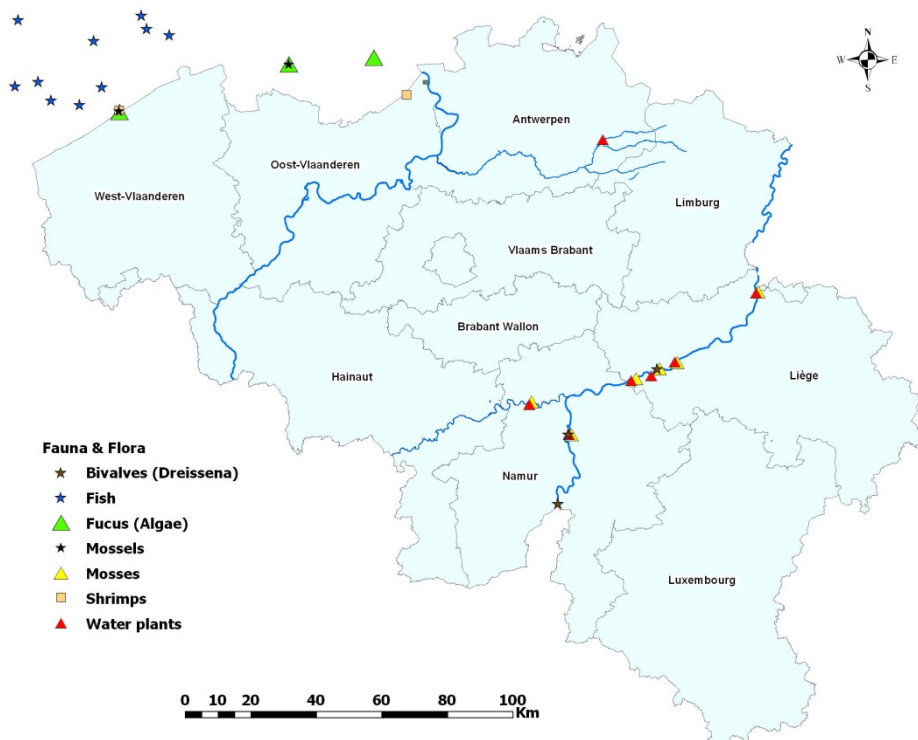 N
W E
S
Antwerpen
Oost-Vlaanderen
West-Vlaanderen
Limburg
Vlaams Brabant
Brabant Wallon
Hainaut
Liège
Namur
Luxembourg
Fauna & Flora
Bivalves (Dreissena)
Fish
Fucus (Algae)
Mossels
Mosses
Shrimps
Water plants
0 20 40 60 80 100
Km